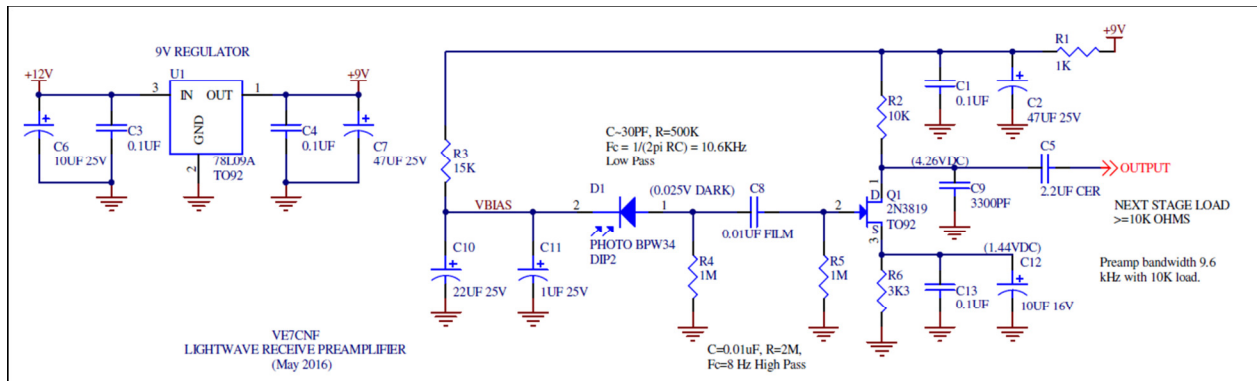 9V REGULATOR
+12V
U1
3
IN
OUT
1
+9V
GND
2
78L09A
TO92
C6
10UF 25V
C3
0.1UF
C4
0.1UF
C7
47UF 25V
R1
1K
+9V
R2
10K
C1
0.1UF
C2
47UF 25V
C~30PF, R=500K
Fc = 1/(2pi RC) = 10.6KHz
Low Pass
R3
15K
VBIAS
D1
2
1
PHOTO BPW34
DIP2
(0.025V DARK)
C8
0.01UF FILM
2
(4.26VDC)
1
D
Q1
2N3819
TO92
S
3
C9
3300PF
C5
2.2UF CER
OUTPUT
NEXT STAGE LOAD
>=10K OHMS
C10
22UF 25V
C11
1UF 25V
R4
1M
R5
1M
R6
3K3
(1.44VDC)
C13
0.1UF
C12
10UF 16V
Preamp bandwidth 9.6
kHz with 10K load.
VE7CNF
LIGHTWAVE RECEIVE PREAMPLIFIER
(May 2016)
C=0.01uF, R=2M,
Fc=8 Hz High Pass